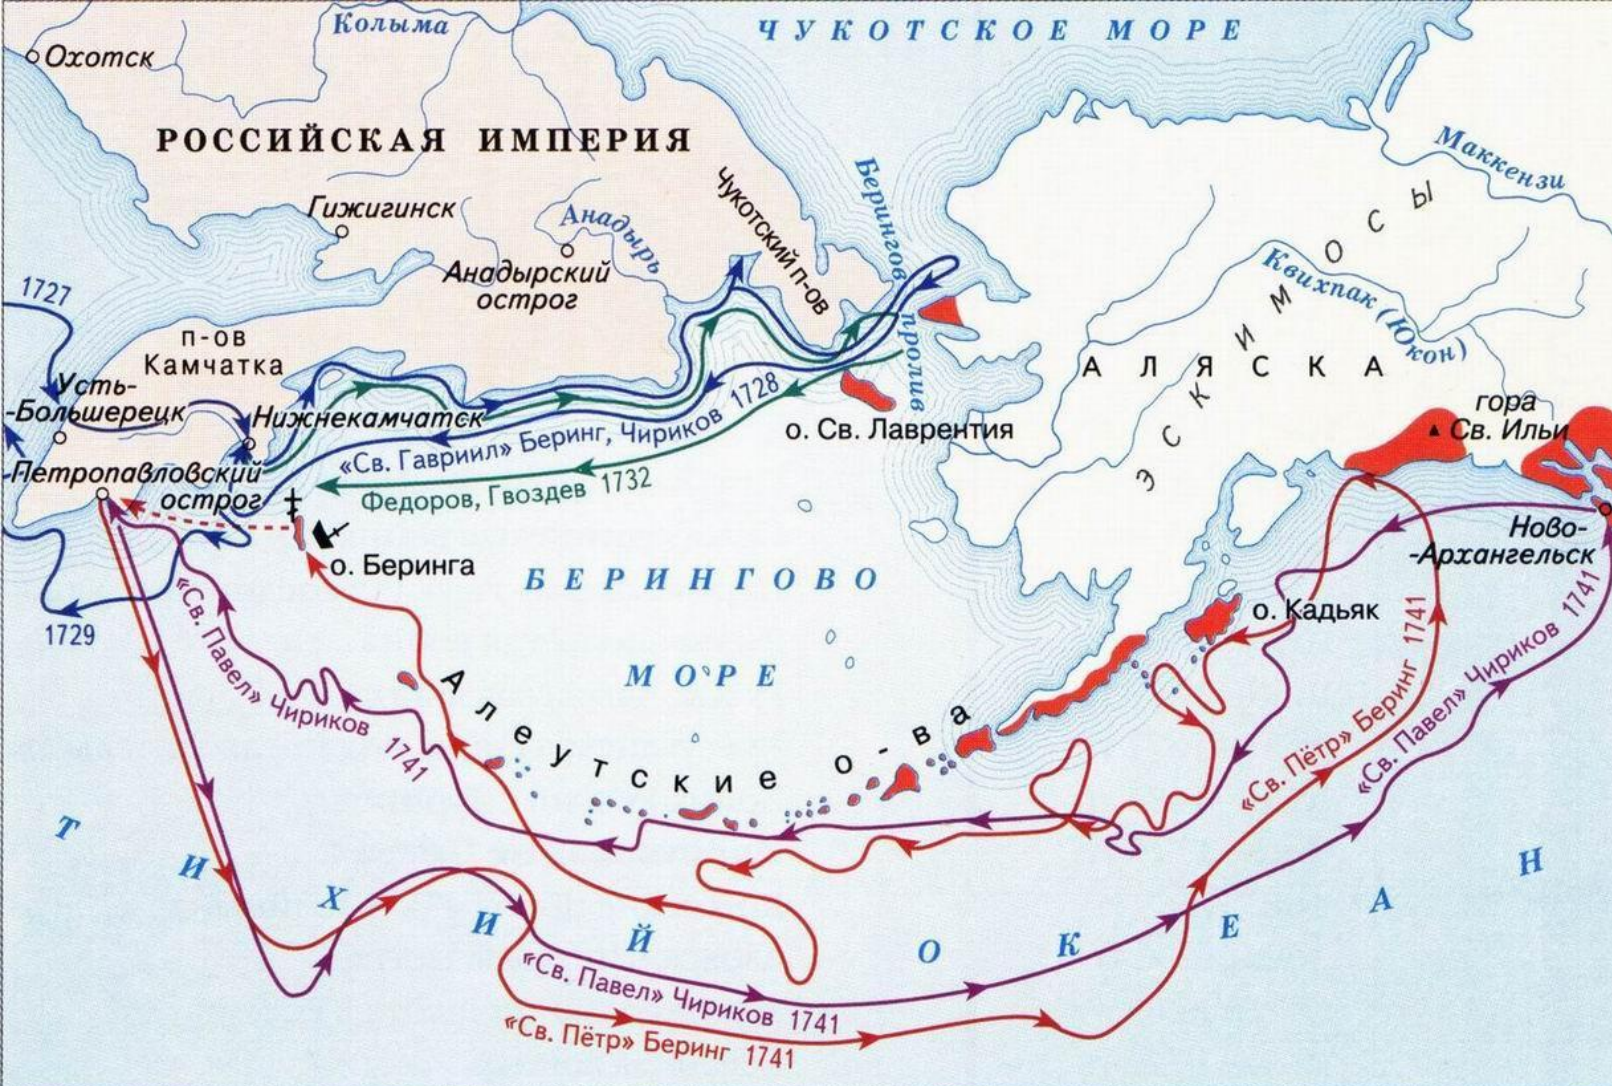 ЧУКОТСКОЕ МОРЕ
Колыма
Охотск
РОССИЙСКАЯ ИМПЕРИЯ
Маккензи
Берингов пролив
Чукотский п-ов
ЭСКИМОСЫ
Гижигинск
Анадырь
Анадырский
острог
Квихпак (Юкон)
1727
п-ов
Камчатка
АЛЯСКА
Усть-
-Большерецк
Нижнекамчатск
«Св. Гавриил» Беринг, Чириков 1728
о. Св. Лаврентия
гора
Св. Ильи
Петропавловский
острог
Федоров, Гвоздев 1732
Ново-
-Архангельск
о. Беринга
БЕРИНГОВО
МОРЕ
о. Кадьяк
1729
«Св. Павел» Чириков 1741
Алеутские о-ва
«Св. Пётр» Беринг 1741
«Св. Павел» Чириков 1741
ТИХИЙ ОКЕАН
«Св. Павел» Чириков 1741
«Св. Пётр» Беринг 1741